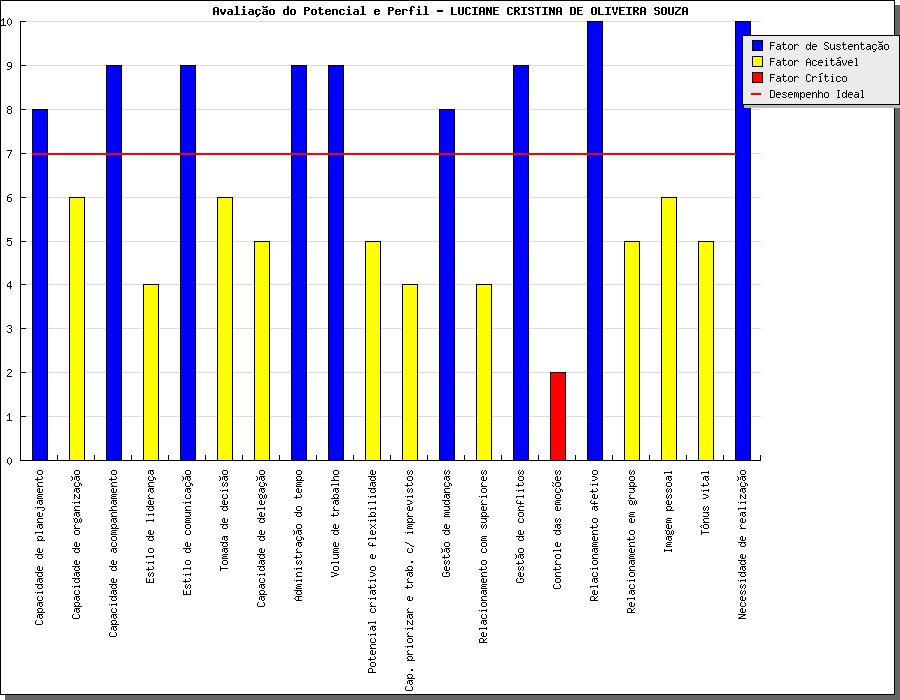 Avaliação do Potencial e Perfil - LUCIANE CRISTINA DE OLIVEIRA SOUZA
10
9
8
7
6
5
4
3
2
1
0
Fator de Sustentação
Fator Aceitável
Fator Crítico
Desempenho Ideal
Capacidade de planejamento
Capacidade de organização
Capacidade de acompanhamento
Estilo de liderança
Estilo de comunicação
Tomada de decisão
Capacidade de delegação
Administração do tempo
Volume de trabalho
Potencial criativo e flexibilidade
Cap. priorizar e trab. c/ imprevistos
Gestão de mudanças
Relacionamento com superiores
Gestão de conflitos
Controle das emoções
Relacionamento afetivo
Relacionamento em grupos
Imagem pessoal
Tônus vital
Necessidade de realização